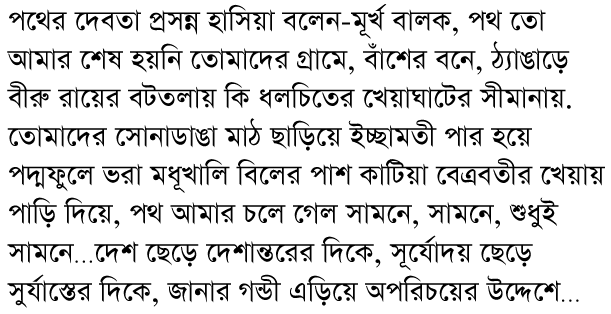 পথের দেবতা প্রসন্ন হাসিয়া বলেন-মূর্খ বালক, পথ তো
আমার শেষ হয়নি তোমাদের গ্রামে, বাঁশের বনে, ঠ্যাঙাড়ে
বীরু রায়ের বটতলায় কি ধলচিতের খেয়াঘাটের সীমানায়.
তোমাদের সোনাডাঙা মাঠ ছাড়িয়ে ইচ্ছামতী পার হয়ে
পদ্মফুলে ভরা মধূখালি বিলের পাশ কাটিয়া বেত্রবতীর খেয়ায়
পাড়ি দিয়ে, পথ আমার চলে গেল সামনে, সামনে, শুধুই
সামনে...দেশ ছেড়ে দেশান্তরের দিকে, সূর্যোদয় ছেড়ে
সুর্যাস্তের দিকে, জানার গন্ডী এড়িয়ে অপরিচয়ের উদ্দেশে...